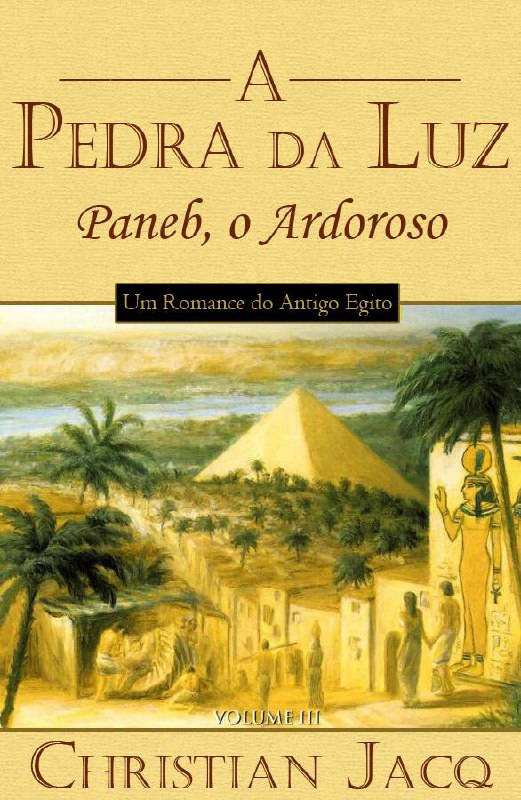 A
PEDRA DA LUZ
Paneb, o Ardoroso
Um Romance do Antigo Egito
VOLUME III
CHRISTIAN JACQ